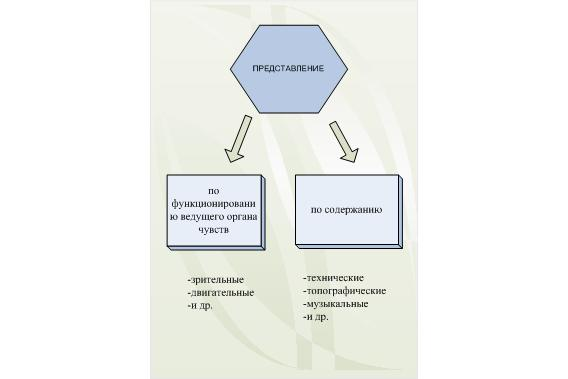 ПРЕДСТАВЛЕНИЕ
по
функционировани
ю ведущего органа
чувств
по содержанию
-зрительные
-двигательные
-и др.
-технические
-топографические
-музыкальные
-и др.